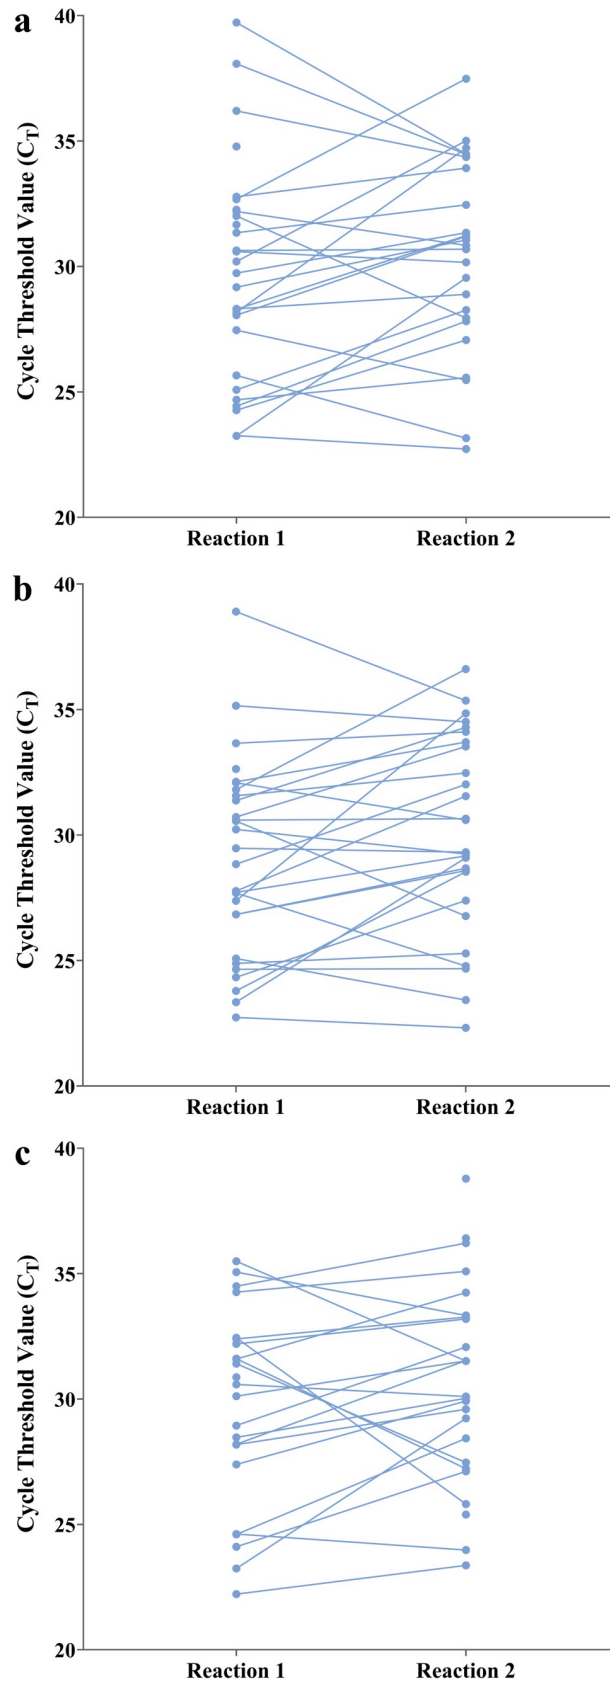 a
Cycle Threshold Value (CT)
40
35
30
25
20
Reaction 1 Reaction 2
b
Cycle Threshold Value (CT)
40
35
30
25
20
Reaction 1 Reaction 2
c
Cycle Threshold Value (CT)
40
35
30
25
20
Reaction 1 Reaction 2